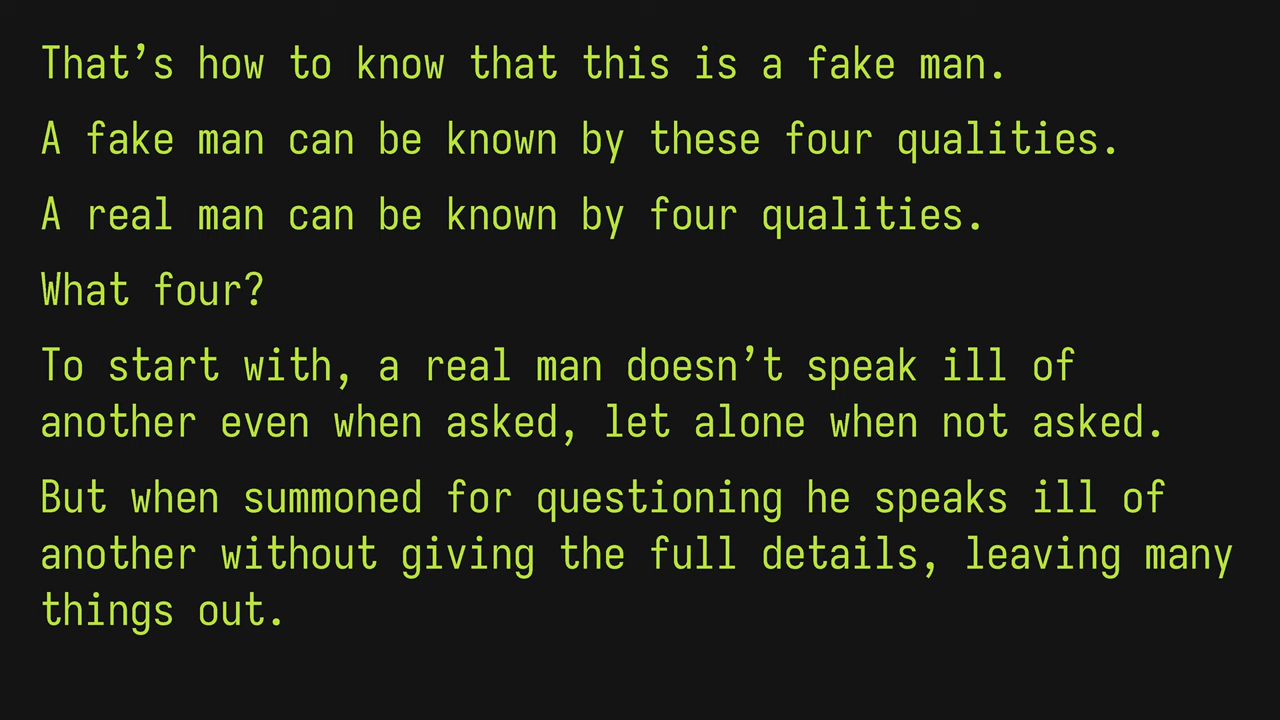 That’s how to know that this is a fake man.
A fake man can be known by these four qualities.
A real man can be known by four qualities.
What four?
To start with, a real man doesn’t speak ill of
another even when asked, let alone when not asked.
But when summoned for questioning he speaks ill of
another without giving the full details, leaving many
things out.